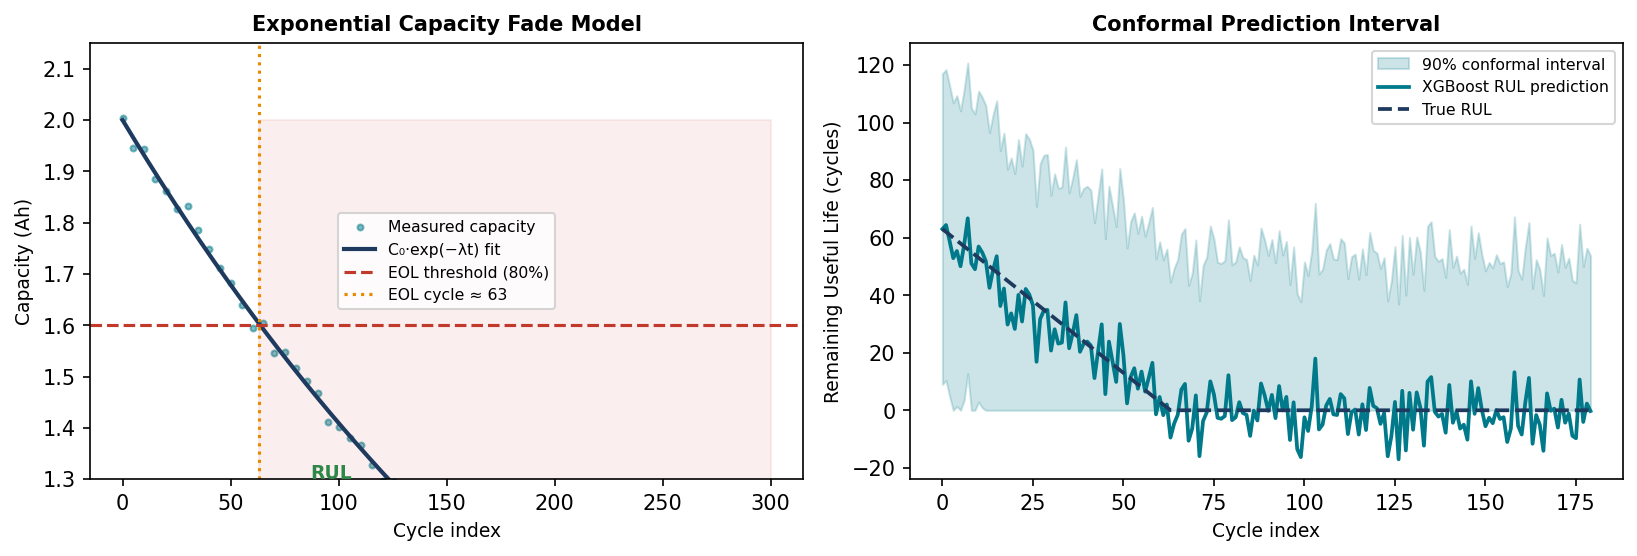 Exponential Capacity Fade Model
Capacity (Ah)
2.1
2.0
1.9
1.8
1.7
1.6
1.5
1.4
1.3
Measured capacity
C₀·exp(−λt) fit
EOL threshold (80%)
EOL cycle ≈ 63
RUL
0 50 100 150 200 250 300
Cycle index
Conformal Prediction Interval
Remaining Useful Life (cycles)
120
100
80
60
40
20
0
−20
90% conformal interval
XGBoost RUL prediction
True RUL
0 25 50 75 100 125 150 175
Cycle index